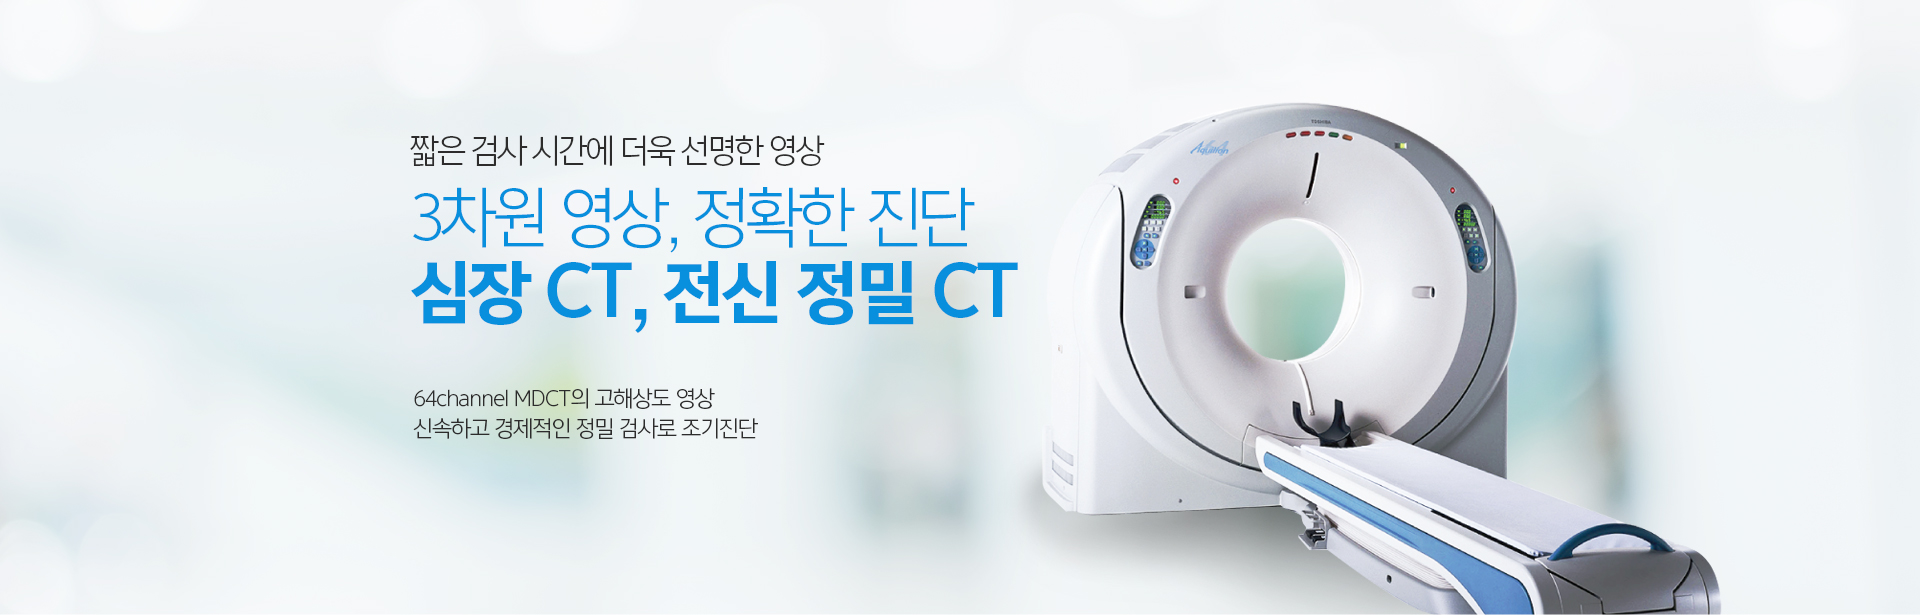 짧은 검사 시간에 더욱 선명한 영상
3차원 영상, 정확한 진단
심장 CT, 전신 정밀 CT
64channel MDCT의 고해상도 영상
신속하고 경제적인 정밀 검사로 조기진단
TOSHIBA
Aquilion